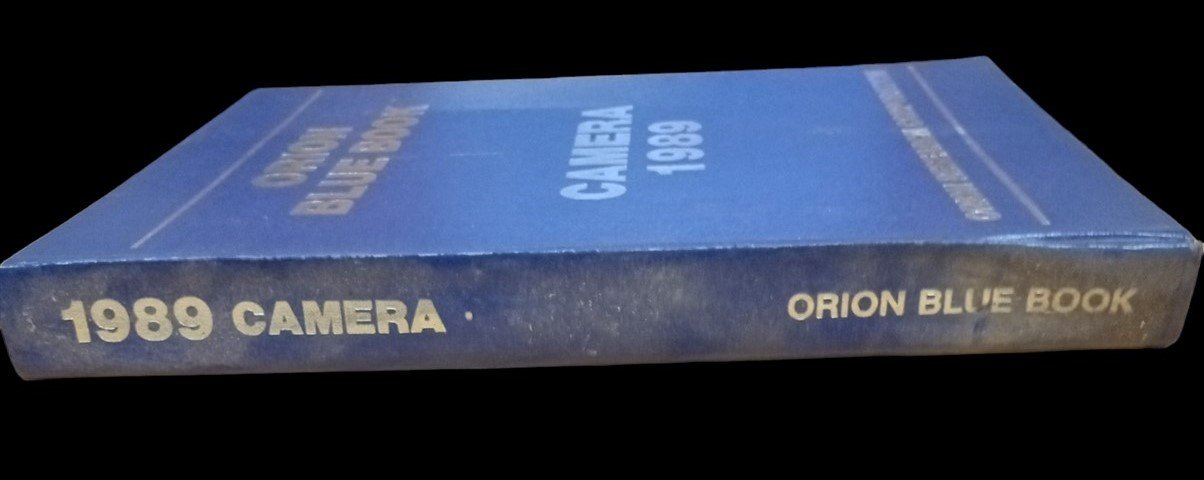 ORION
BLUE BOOK
CAMERA
1989
1989 CAMERA
ORION BLUE BOOK